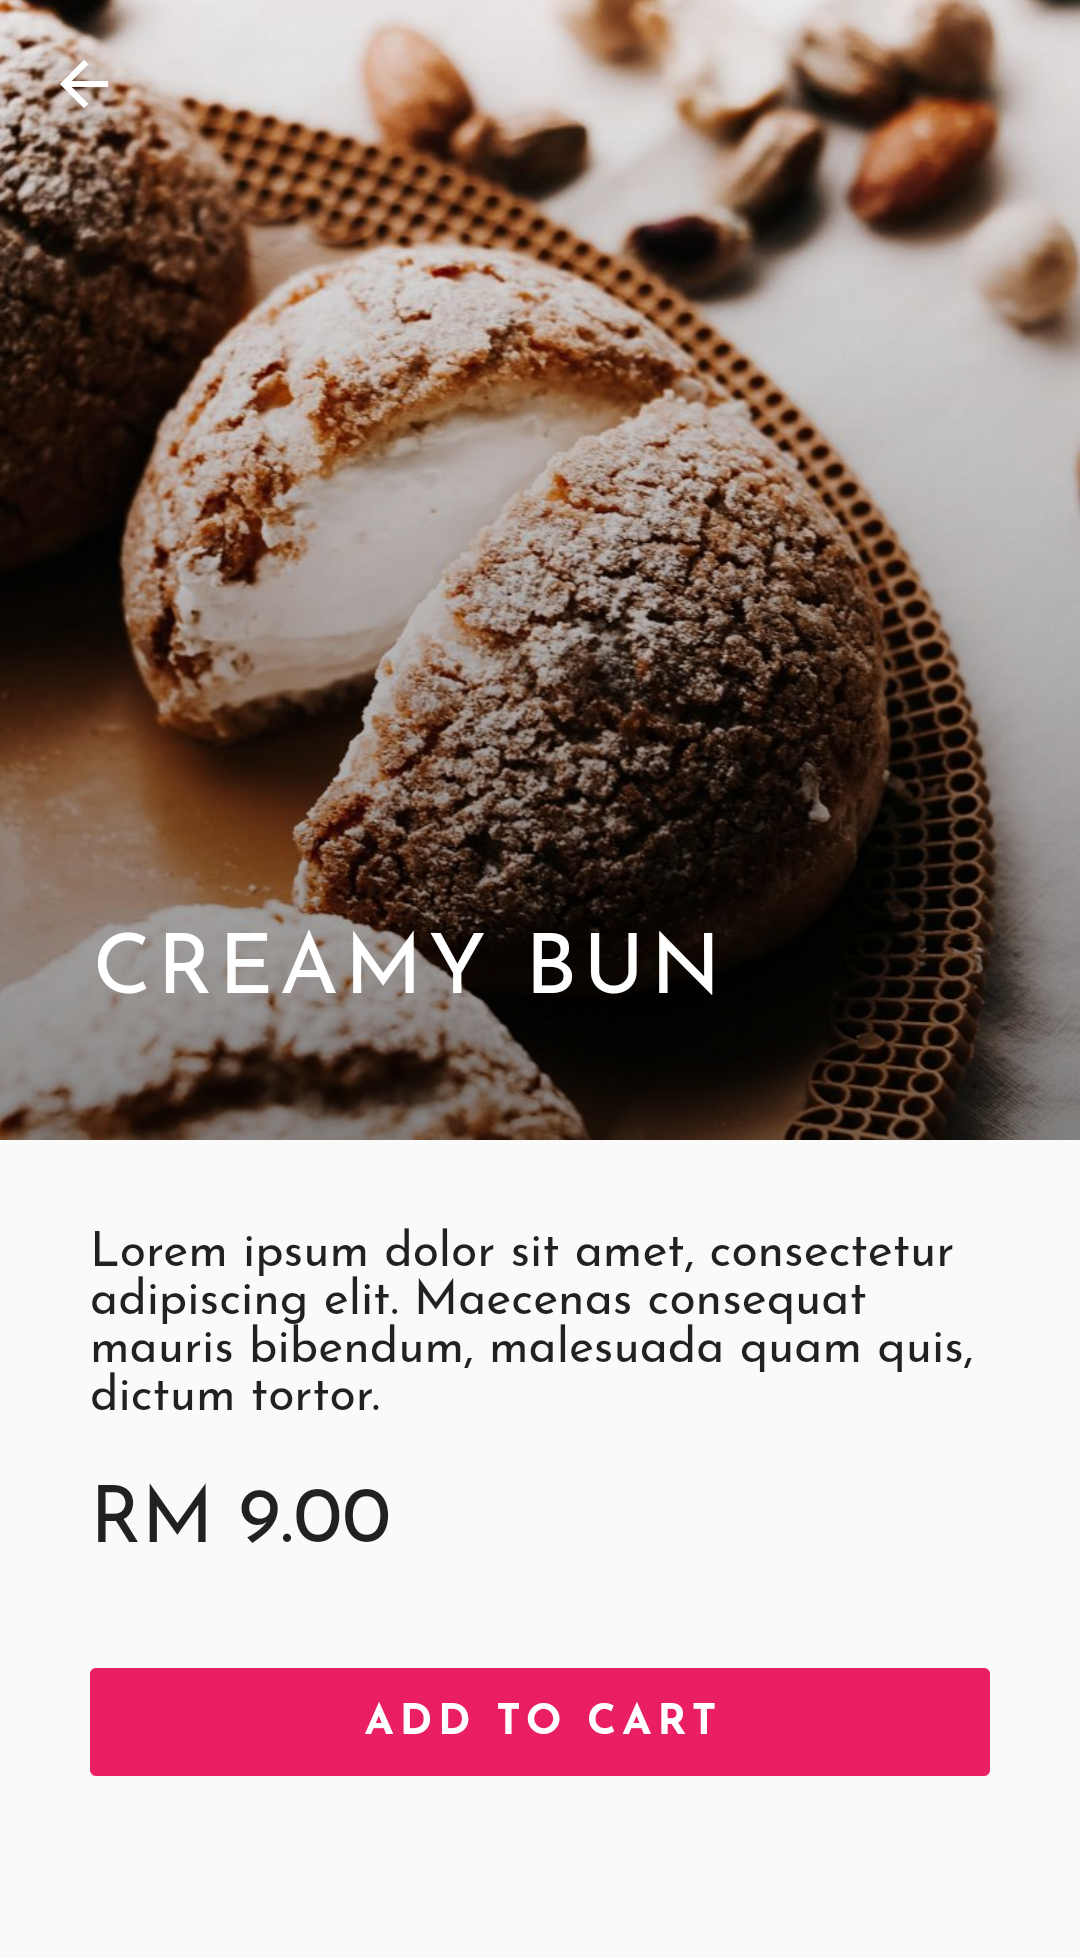 CREAMY BUN
Lorem ipsum dolor sit amet, consectetur
adipiscing elit. Maecenas consequat
mauris bibendum, malesuada quam quis,
dictum tortor.
RM 9.00
ADD TO CART